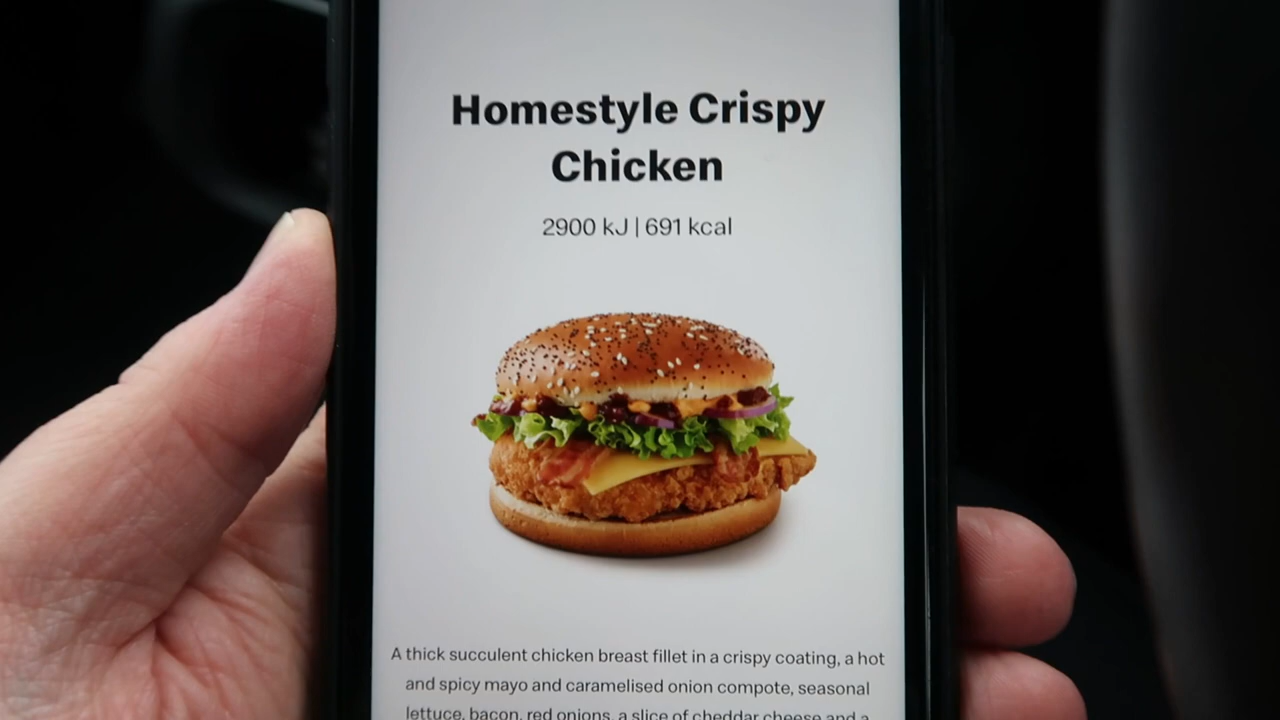 Homestyle Crispy
Chicken
2900 kJ | 691 kcal
A thick succulent chicken breast fillet in a crispy coating, a hot
and spicy mayo and caramelised onion compote, seasonal
lettuce, bacon, red onions, a slice of cheddar cheese and a